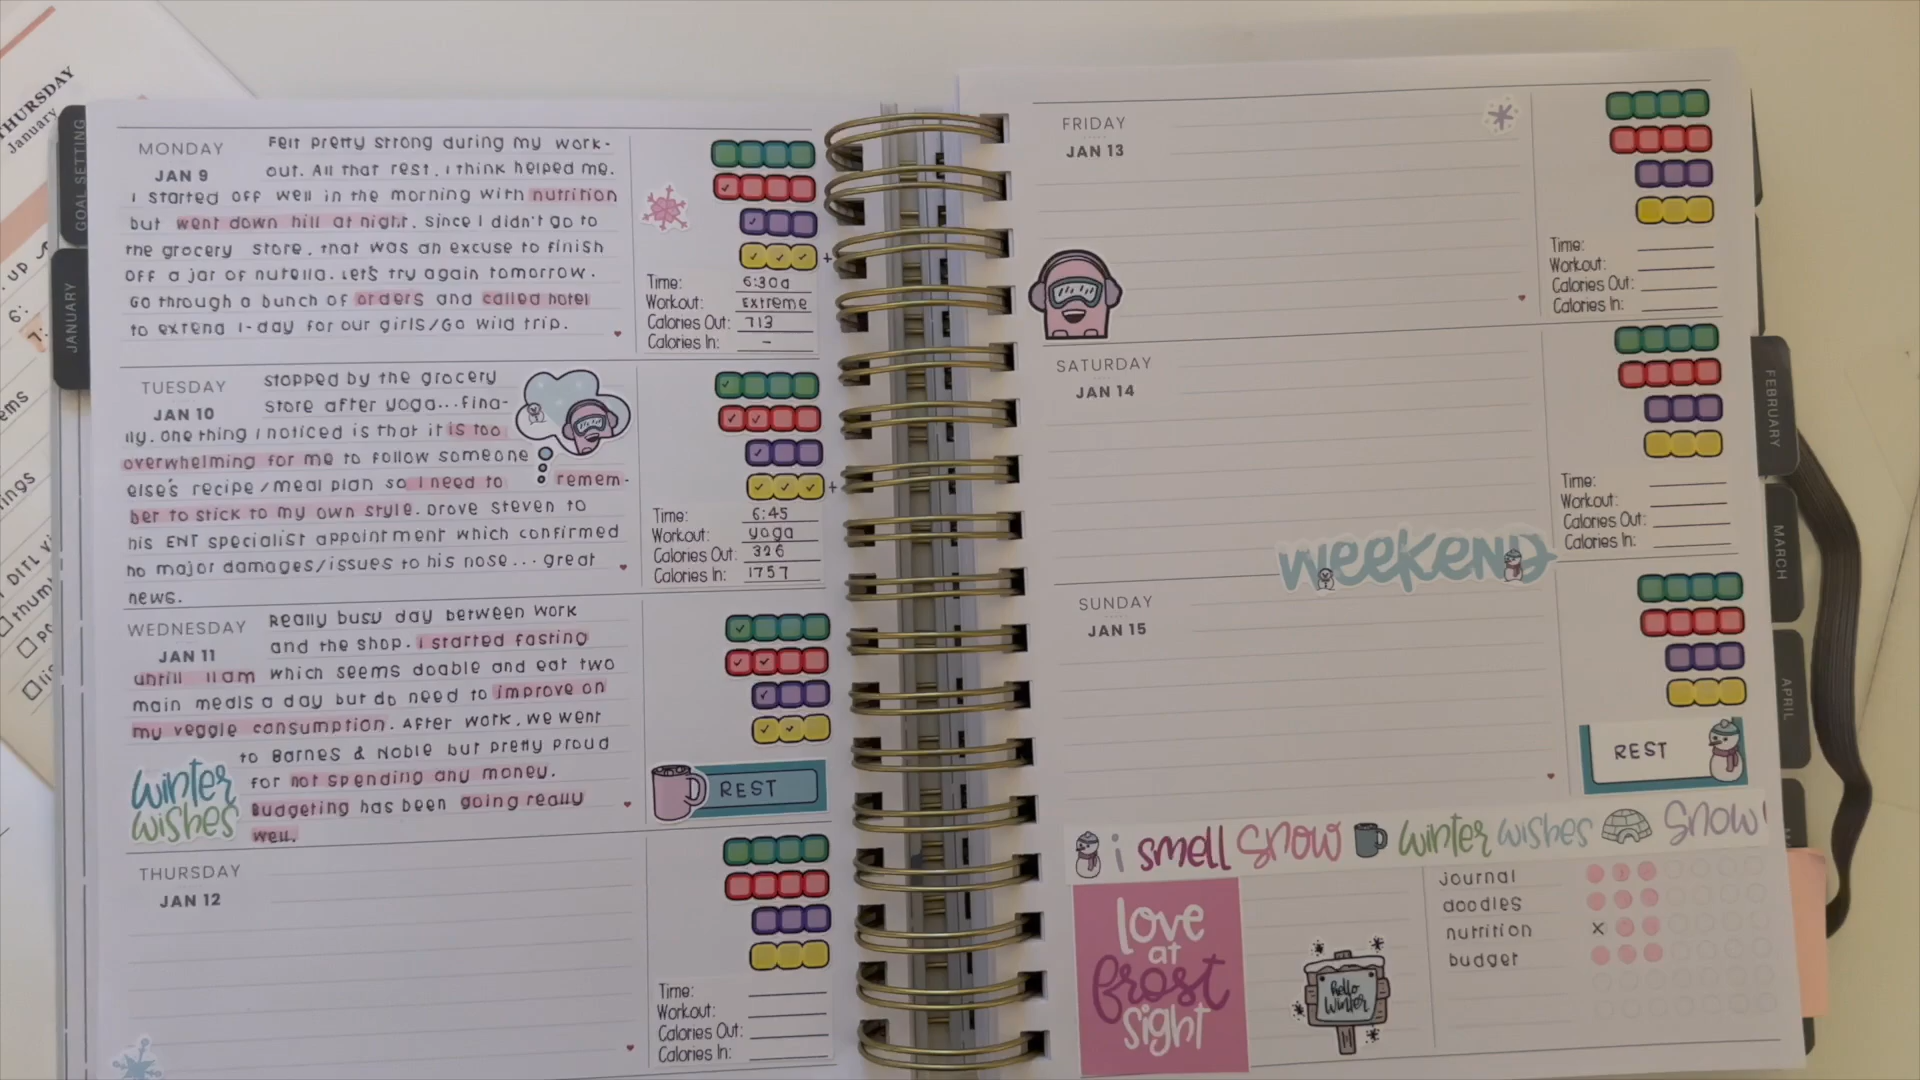 THURSDAY
January
GOAL SETTING
JANUARY
MONDAY
JAN 9
Felt pretty strong during my work-
out. All that rest, i think helped me.
I started off well in the morning with nutrition
but went down hill at night. Since I didn't go to
the grocery store, that was an excuse to finish
off a jar of nutella. Let's try again tomorrow.
Go through a bunch of orders and called hotel
to extend 1-day for our girls/Go wild trip.
Time: 6:30a
Workout: Extreme
Calories Out: 713
Calories In: -
TUESDAY
JAN 10
stopped by the grocery
store after yoga...fina-
lly. One thing I noticed is that it is too
overwhelming for me to follow someone
else's recipe/meal plan so I need to remem-
ber to stick to my own style. Drove Steven to
his ENT specialist appointment which confirmed
no major damages/issues to his nose... great
news.
Time: 6:45
Workout: yoga
Calories Out: 326
Calories In: 1757
WEDNESDAY
JAN 11
Really busy day between work
and the shop. I started fasting
untill 11am which seems doable and eat two
main meals a day but do need to improve on
my veggie consumption. After work, we went
to Barnes & Noble but pretty proud
for not spending any money.
Budgeting has been going really
well.
winter
wishes
REST
THURSDAY
JAN 12
Time:
Workout:
Calories Out:
Calories In:
FRIDAY
JAN 13
Time:
Workout:
Calories Out:
Calories In:
SATURDAY
JAN 14
Time:
Workout:
Calories Out:
Calories In:
weekend
SUNDAY
JAN 15
REST
i smell snow winter wishes snow
love
at
frost
sight
Hello
Winter
journal
doodles
nutrition x
budget
FEBRUARY
MARCH
APRIL